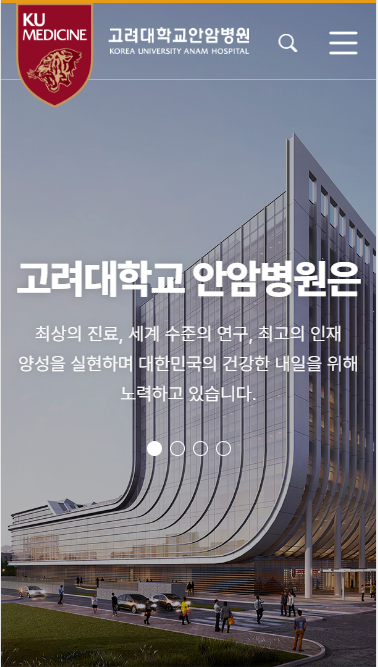 KU
MEDICINE
고려대학교안암병원
KOREA UNIVERSITY ANAM HOSPITAL
고려대학교 안암병원은
최상의 진료, 세계 수준의 연구, 최고의 인재
양성을 실현하며 대한민국의 건강한 내일을 위해
노력하고 있습니다.